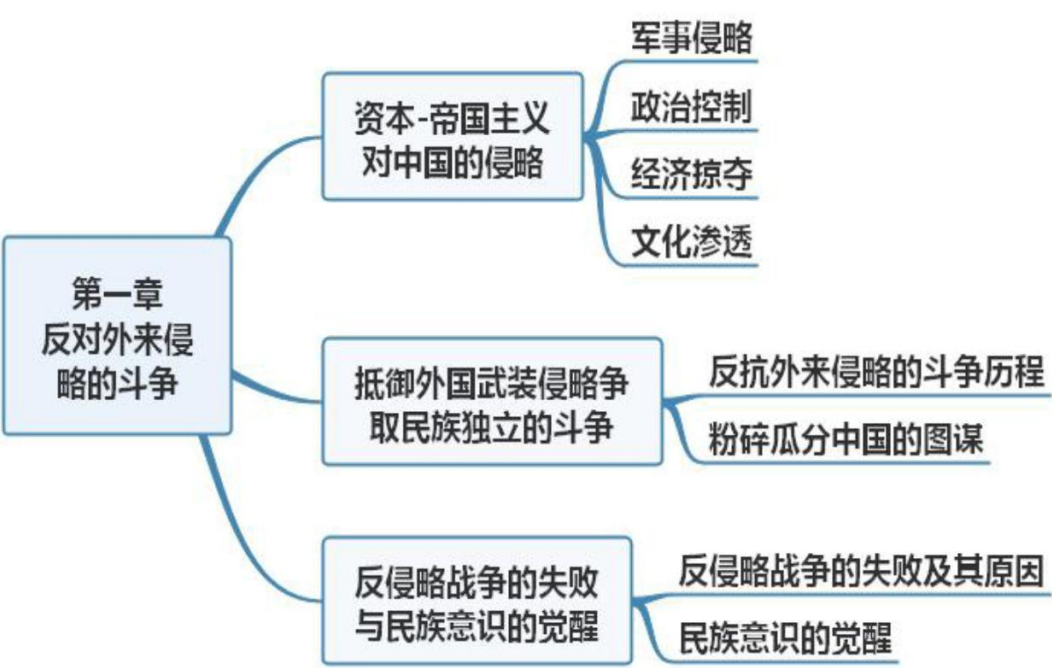 第一章
反对外来侵
略的斗争
资本-帝国主义
对中国的侵略
军事侵略
政治控制
经济掠夺
文化渗透
抵御外国武装侵略争
取民族独立的斗争
反抗外来侵略的斗争历程
粉碎瓜分中国的图谋
反侵略战争的失败
与民族意识的觉醒
反侵略战争的失败及其原因
民族意识的觉醒